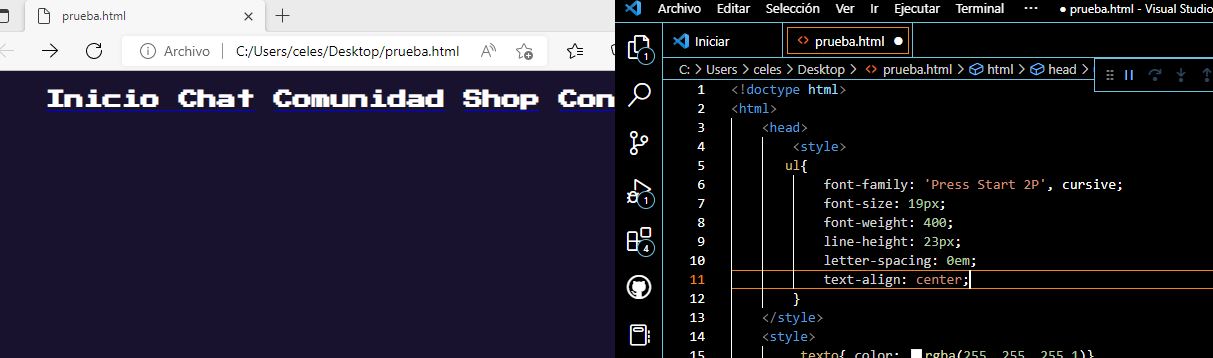 prueba.html
Archivo C:/Users/celes/Desktop/prueba.html
Inicio Chat Comunidad Shop Con
Archivo Editar Selección Ver Ir Ejecutar Terminal ··· ● prueba.html - Visual Studio
Iniciar prueba.html
C: > Users > celes > Desktop > prueba.html > html > head >
1 <!doctype html>
2 <html>
3 <head>
4 <style>
5 ul{
6 font-family: 'Press Start 2P', cursive;
7 font-size: 19px;
8 font-weight: 400;
9 line-height: 23px;
10 letter-spacing: 0em;
11 text-align: center;
12 }
13 </style>
14 <style>
15 texto{ color: rgba(255, 255, 255,1)}
1
1
4